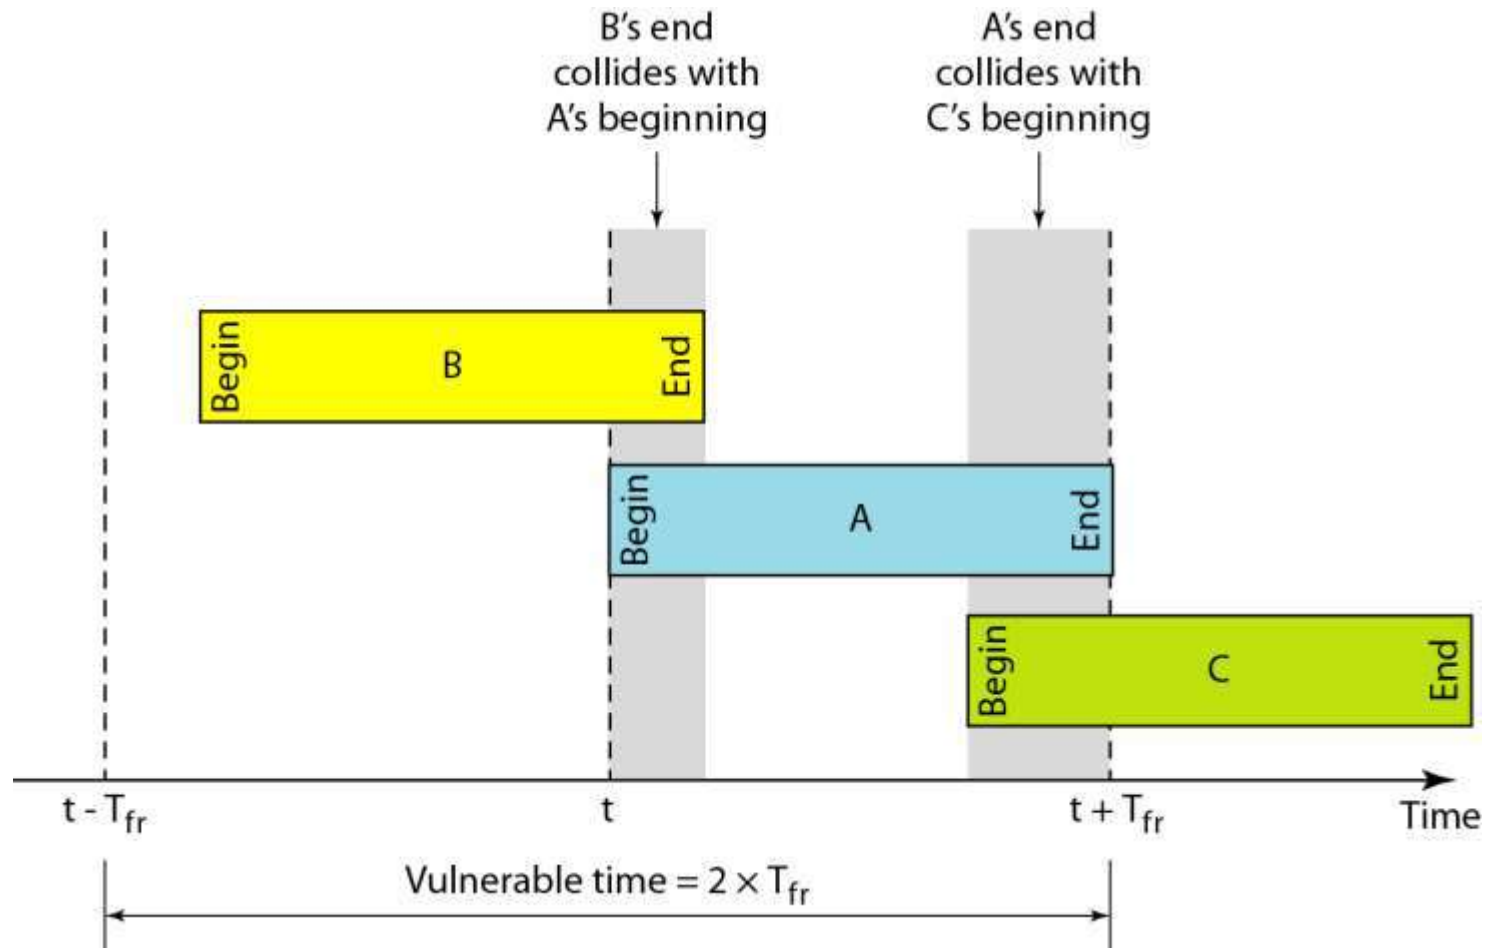 B's end
collides with
A's beginning
A's end
collides with
C's beginning
Begin
B
End
Begin
A
End
Begin
C
End
t - Tfr
t
t + Tfr
Time
Vulnerable time = 2 × Tfr